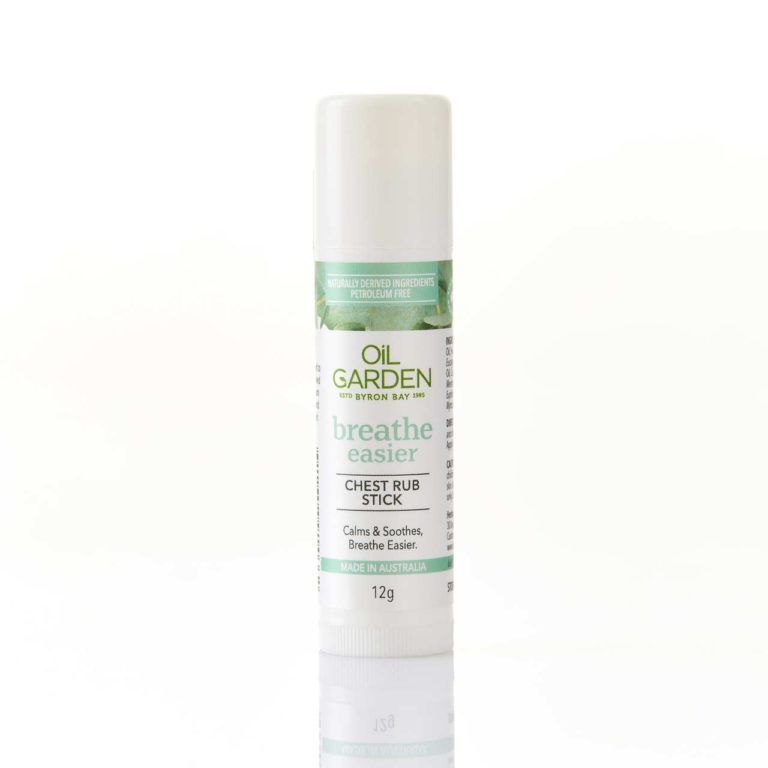 NATURALLY DERIVED INGREDIENTS
PETROLEUM FREE
OiL
GARDEN
ESTD BYRON BAY 1985
breathe
easier
CHEST RUB
STICK
Calms & Soothes,
Breathe Easier.
MADE IN AUSTRALIA
12g